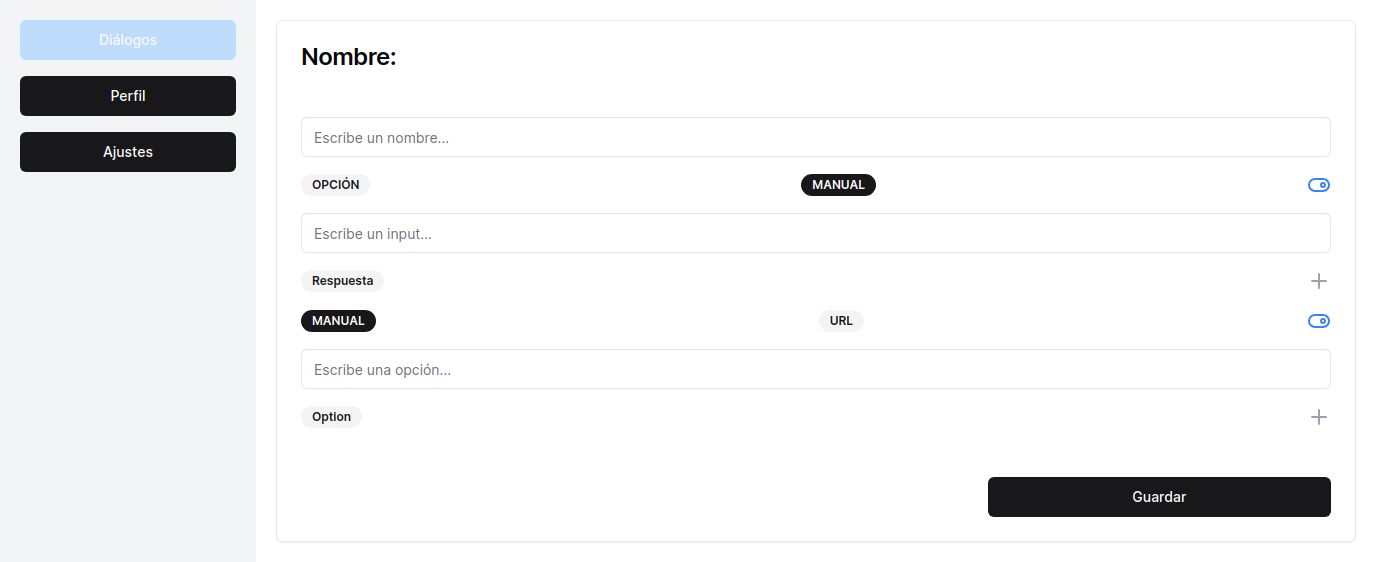 Diálogos
Perfil
Ajustes
Nombre:
Escribe un nombre...
OPCIÓN MANUAL
Escribe un input...
Respuesta
MANUAL URL
Escribe una opción...
Option
Guardar